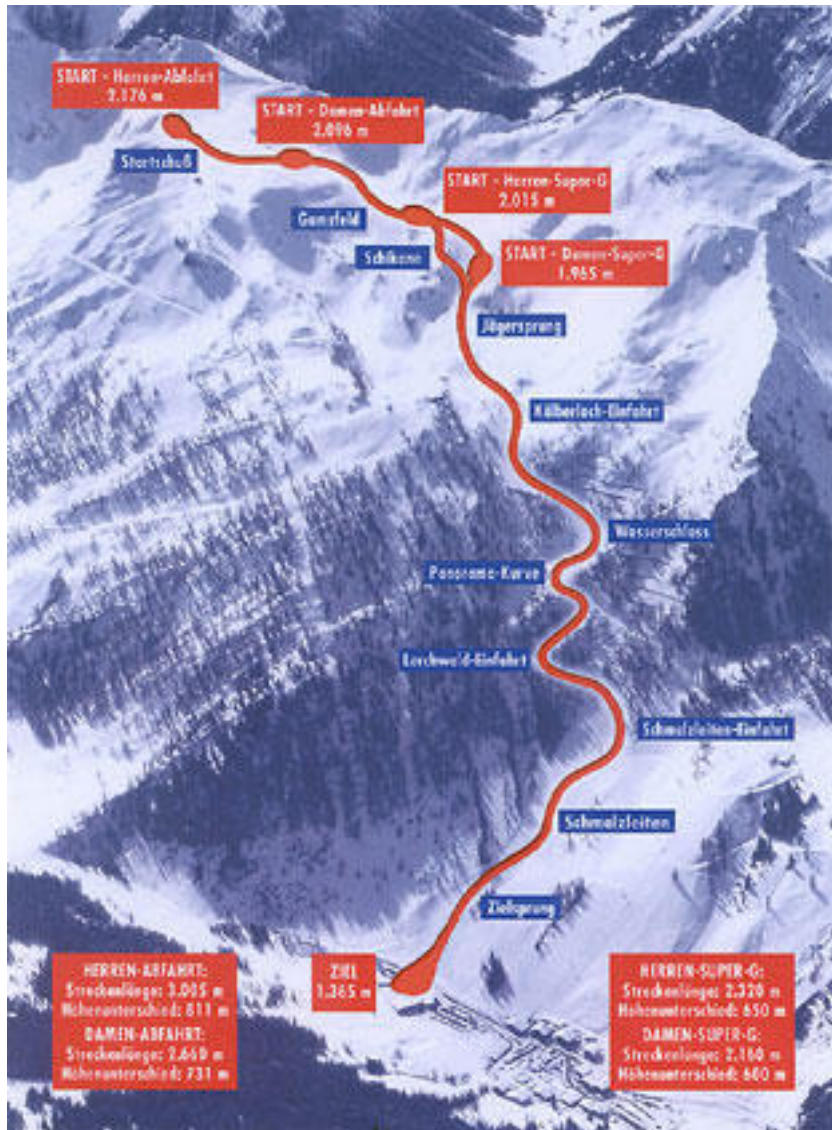 START - Herren-Abfahrt
2.176 m
START - Damen-Abfahrt
2.096 m
Startschuß
START - Herren-Super-G
2.015 m
Gamsfeld
Schikane
START - Damen-Super-G
1.965 m
Jägersprung
Kälberloch-Einfahrt
Wasserschloss
Panorama-Kurve
Lärchwald-Einfahrt
Schmalzleiten-Einfahrt
Schmalzleiten
Zielsprung
ZIEL
1.365 m
HERREN-ABFAHRT:
Streckenlänge: 3.005 m
Höhenunterschied: 811 m
DAMEN-ABFAHRT:
Streckenlänge: 2.660 m
Höhenunterschied: 731 m
HERREN-SUPER-G:
Streckenlänge: 2.320 m
Höhenunterschied: 650 m
DAMEN-SUPER-G:
Streckenlänge: 2.160 m
Höhenunterschied: 600 m